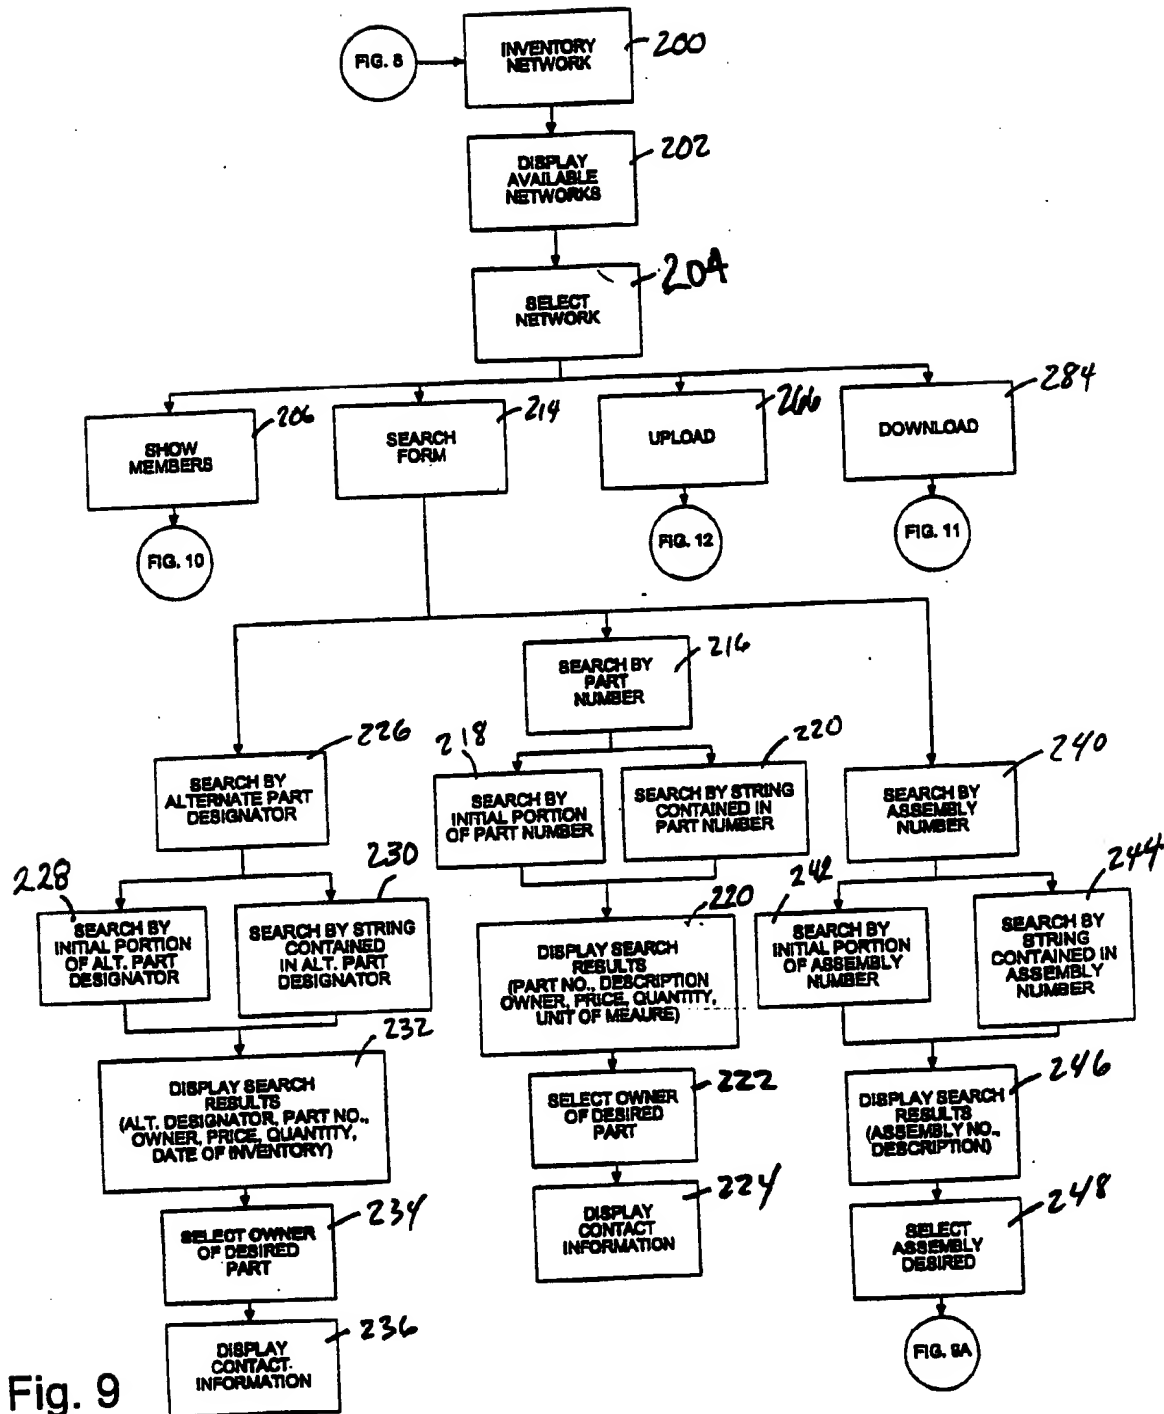 FIG. 8
INVENTORY
NETWORK
200
DISPLAY
AVAILABLE
NETWORKS
202
SELECT
NETWORK
204
SHOW
MEMBERS
206
SEARCH
FORM
214
UPLOAD
266
DOWNLOAD
284
FIG. 10
FIG. 12
FIG. 11
SEARCH BY
PART
NUMBER
216
SEARCH BY
ALTERNATE PART
DESIGNATOR
226
218
SEARCH BY
INITIAL PORTION
OF PART NUMBER
220
SEARCH BY STRING
CONTAINED IN
PART NUMBER
240
SEARCH BY
ASSEMBLY
NUMBER
228
SEARCH BY
INITIAL PORTION
OF ALT. PART
DESIGNATOR
230
SEARCH BY STRING
CONTAINED
IN ALT. PART
DESIGNATOR
220
DISPLAY SEARCH
RESULTS
(PART NO., DESCRIPTION
OWNER, PRICE, QUANTITY,
UNIT OF MEAURE)
242
SEARCH BY
INITIAL PORTION
OF ASSEMBLY
NUMBER
244
SEARCH BY
STRING
CONTAINED IN
ASSEMBLY
NUMBER
232
DISPLAY SEARCH
RESULTS
(ALT. DESIGNATOR, PART NO.,
OWNER, PRICE, QUANTITY,
DATE OF INVENTORY)
222
SELECT OWNER
OF DESIRED
PART
246
DISPLAY SEARCH
RESULTS
(ASSEMBLY NO.,
DESCRIPTION)
234
SELECT OWNER
OF DESIRED
PART
224
DISPLAY
CONTACT
INFORMATION
248
SELECT
ASSEMBLY
DESIRED
236
DISPLAY
CONTACT
INFORMATION
FIG. 9A
Fig. 9